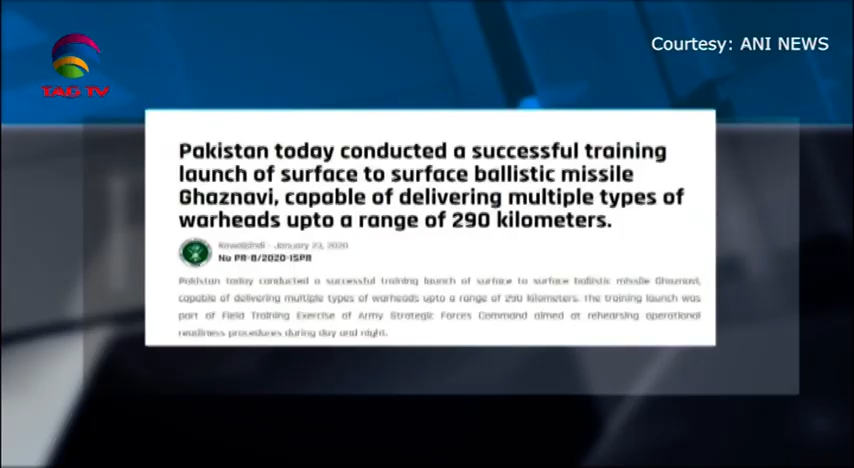 Courtesy: ANI NEWS
TAG TV
Pakistan today conducted a successful training
launch of surface to surface ballistic missile
Ghaznavi, capable of delivering multiple types of
warheads upto a range of 290 kilometers.
Rawalpindi - January 23, 2020
No PR-8/2020-ISPR
Pakistan today conducted a successful training launch of surface to surface ballistic missile Ghaznavi,
capable of delivering multiple types of warheads upto a range of 290 kilometers. The training launch was
part of Field Training Exercise of Army Strategic Forces Command aimed at rehearsing operational
readiness procedures during day and night.